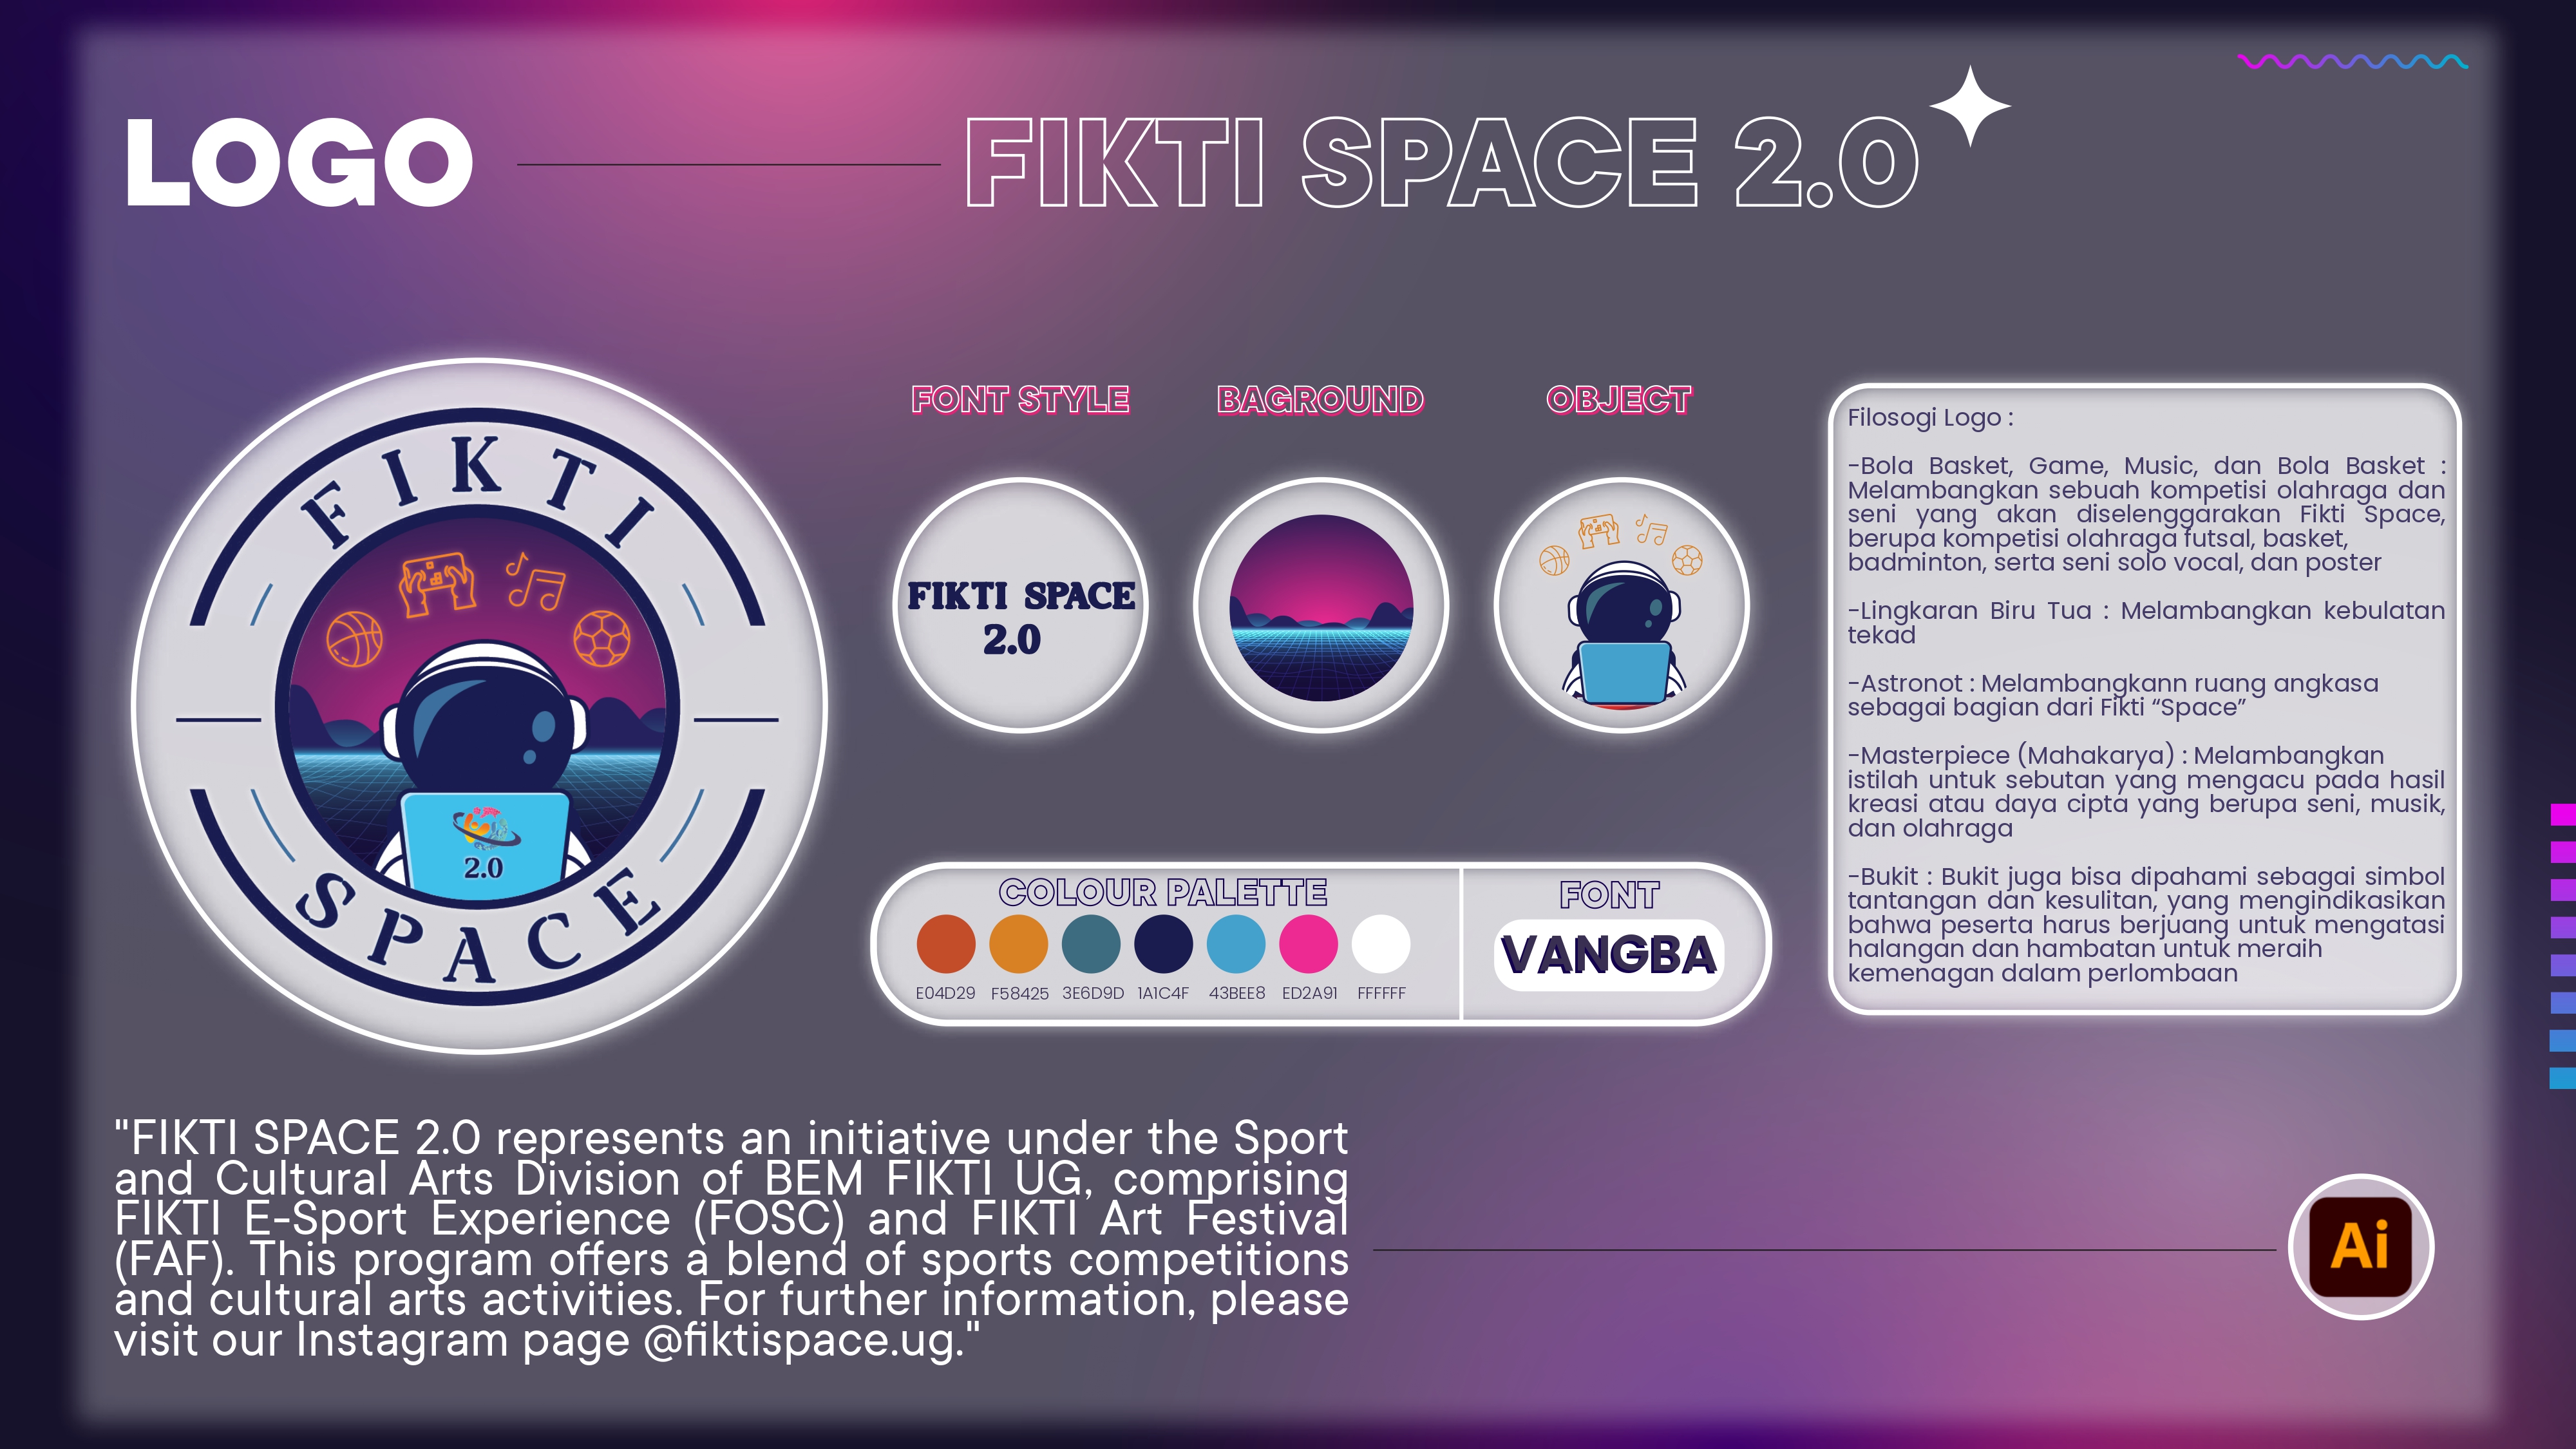 LOGO
FIKTI SPACE 2.0
FIKTI
2.0
SPACE
FONT STYLE
FIKTI SPACE
2.0
BAGROUND
OBJECT
COLOUR PALETTE
E04D29 F58425 3E6D9D 1A1C4F 43BEE8 ED2A91 FFFFFF
FONT
VANGBA
Filosogi Logo :
-Bola Basket, Game, Music, dan Bola Basket :
Melambangkan sebuah kompetisi olahraga dan
seni yang akan diselenggarakan Fikti Space,
berupa kompetisi olahraga futsal, basket,
badminton, serta seni solo vocal, dan poster
-Lingkaran Biru Tua : Melambangkan kebulatan
tekad
-Astronot : Melambangkann ruang angkasa
sebagai bagian dari Fikti “Space”
-Masterpiece (Mahakarya) : Melambangkan
istilah untuk sebutan yang mengacu pada hasil
kreasi atau daya cipta yang berupa seni, musik,
dan olahraga
-Bukit : Bukit juga bisa dipahami sebagai simbol
tantangan dan kesulitan, yang mengindikasikan
bahwa peserta harus berjuang untuk mengatasi
halangan dan hambatan untuk meraih
kemenagan dalam perlombaan
"FIKTI SPACE 2.0 represents an initiative under the Sport
and Cultural Arts Division of BEM FIKTI UG, comprising
FIKTI E-Sport Experience (FOSC) and FIKTI Art Festival
(FAF). This program offers a blend of sports competitions
and cultural arts activities. For further information, please
visit our Instagram page @fiktispace.ug."
Ai